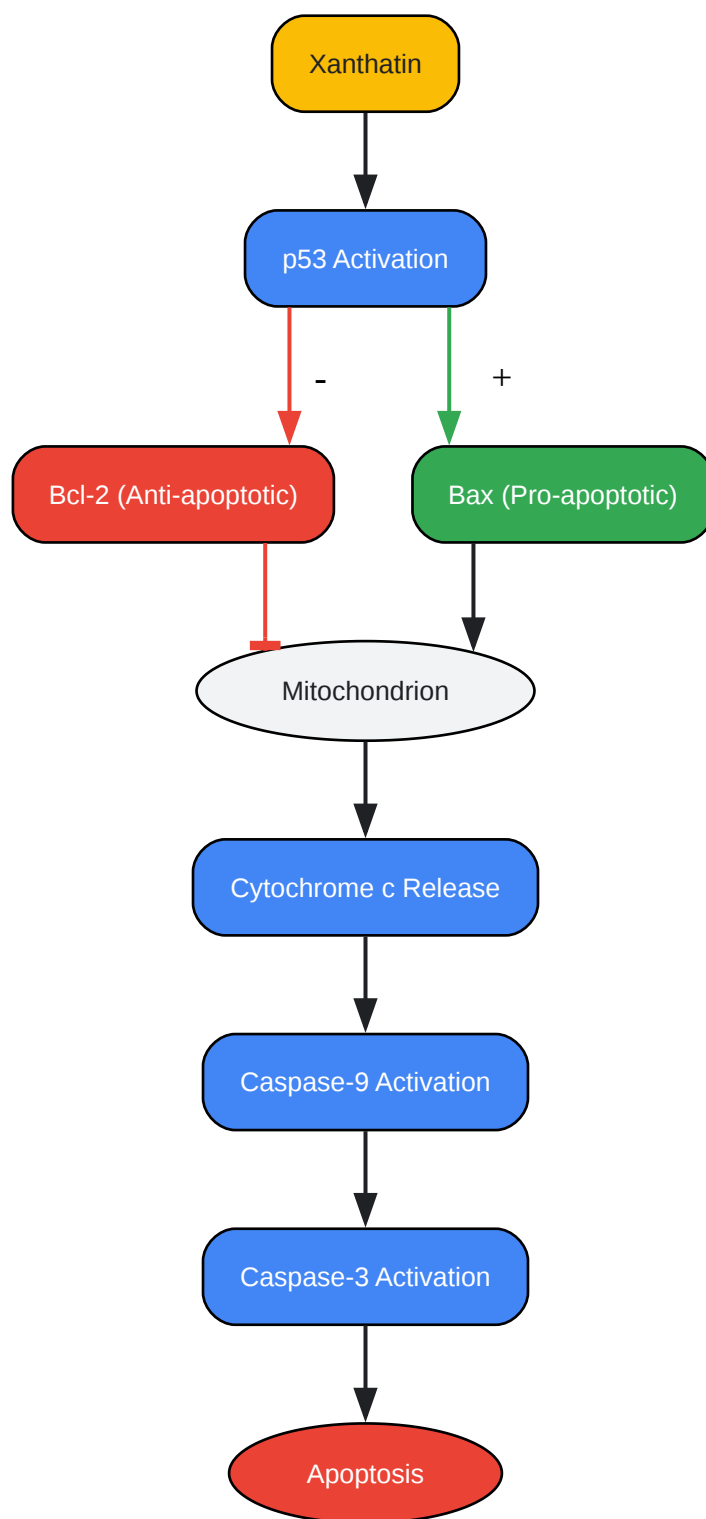 Xanthatin
p53 Activation
- +
Bcl-2 (Anti-apoptotic) Bax (Pro-apoptotic)
Mitochondrion
Cytochrome c Release
Caspase-9 Activation
Caspase-3 Activation
Apoptosis